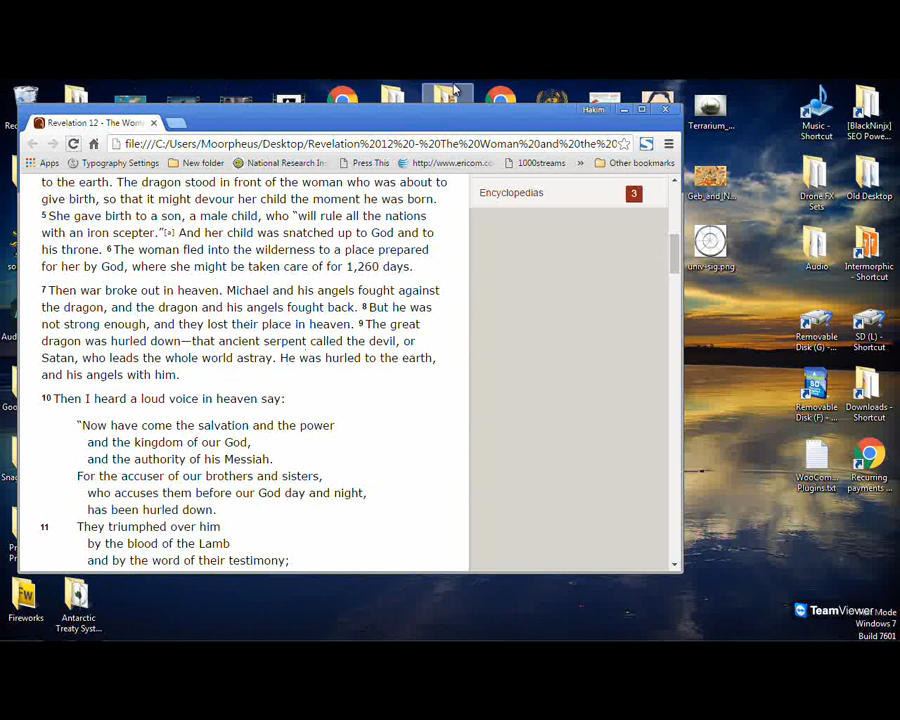 Hakim
Revelation 12 - The Wom
file:///C:/Users/Moorpheus/Desktop/Revelation%2012%20-%20The%20Woman%20and%20the%20
Apps Typography Settings New folder National Research In Press This http://www.ericom.co 1000streams » Other bookmarks
to the earth. The dragon stood in front of the woman who was about to
give birth, so that it might devour her child the moment he was born.
5 She gave birth to a son, a male child, who “will rule all the nations
with an iron scepter.”[a] And her child was snatched up to God and to
his throne. 6 The woman fled into the wilderness to a place prepared
for her by God, where she might be taken care of for 1,260 days.
7 Then war broke out in heaven. Michael and his angels fought against
the dragon, and the dragon and his angels fought back. 8 But he was
not strong enough, and they lost their place in heaven. 9 The great
dragon was hurled down—that ancient serpent called the devil, or
Satan, who leads the whole world astray. He was hurled to the earth,
and his angels with him.
10 Then I heard a loud voice in heaven say:
“Now have come the salvation and the power
and the kingdom of our God,
and the authority of his Messiah.
For the accuser of our brothers and sisters,
who accuses them before our God day and night,
has been hurled down.
11 They triumphed over him
by the blood of the Lamb
and by the word of their testimony;
Encyclopedias 3
Terrarium_...
Music -
Shortcut
[BlackNinjx]
SEO Powe...
Geb_and_N...
Drone FX
Sets
Old Desktop
univ-sig.png
Audio
Intermorphic
- Shortcut
Removable
Disk (G) -...
SD (L) -
Shortcut
Removable
Disk (F) -...
Downloads -
Shortcut
WooCom...
Plugins.txt
Recurring
payments ...
Fireworks
Antarctic
Treaty Syst...
TeamViewer
Mode
Windows 7
Build 7601